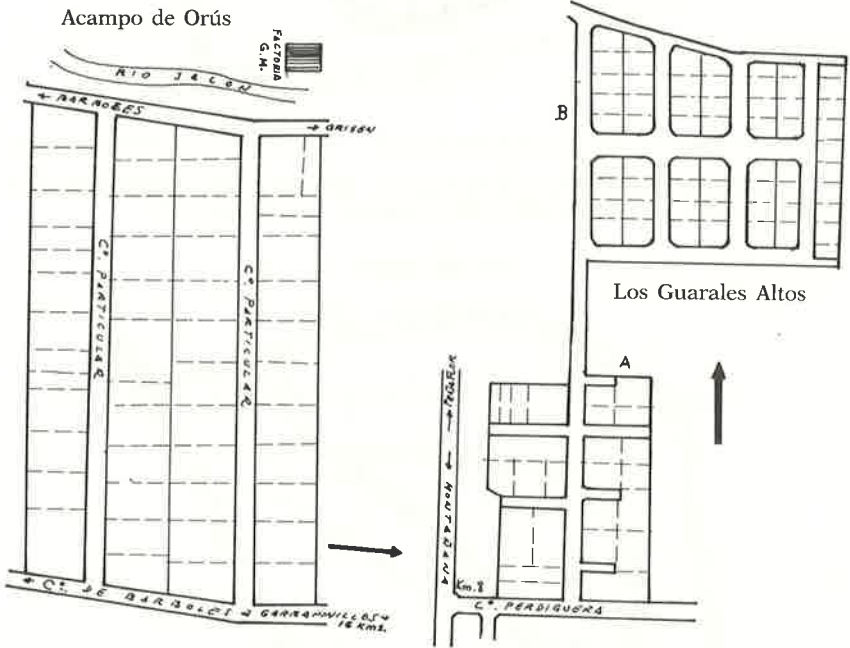 Acampo de Orús
FACTORIA
G.M.
RIO JALON
← BARBOLES
→ GRISEN
Cº. PARTICULAR
Cº. PARTICULAR
← Cº. DE BARBOLES A GARRAPINILLOS →
16 KMS.
B
Los Guarales Altos
A
← PEÑAFLOR
→ MONTAÑANA
Km. 8
Cº. PERDIGUERA